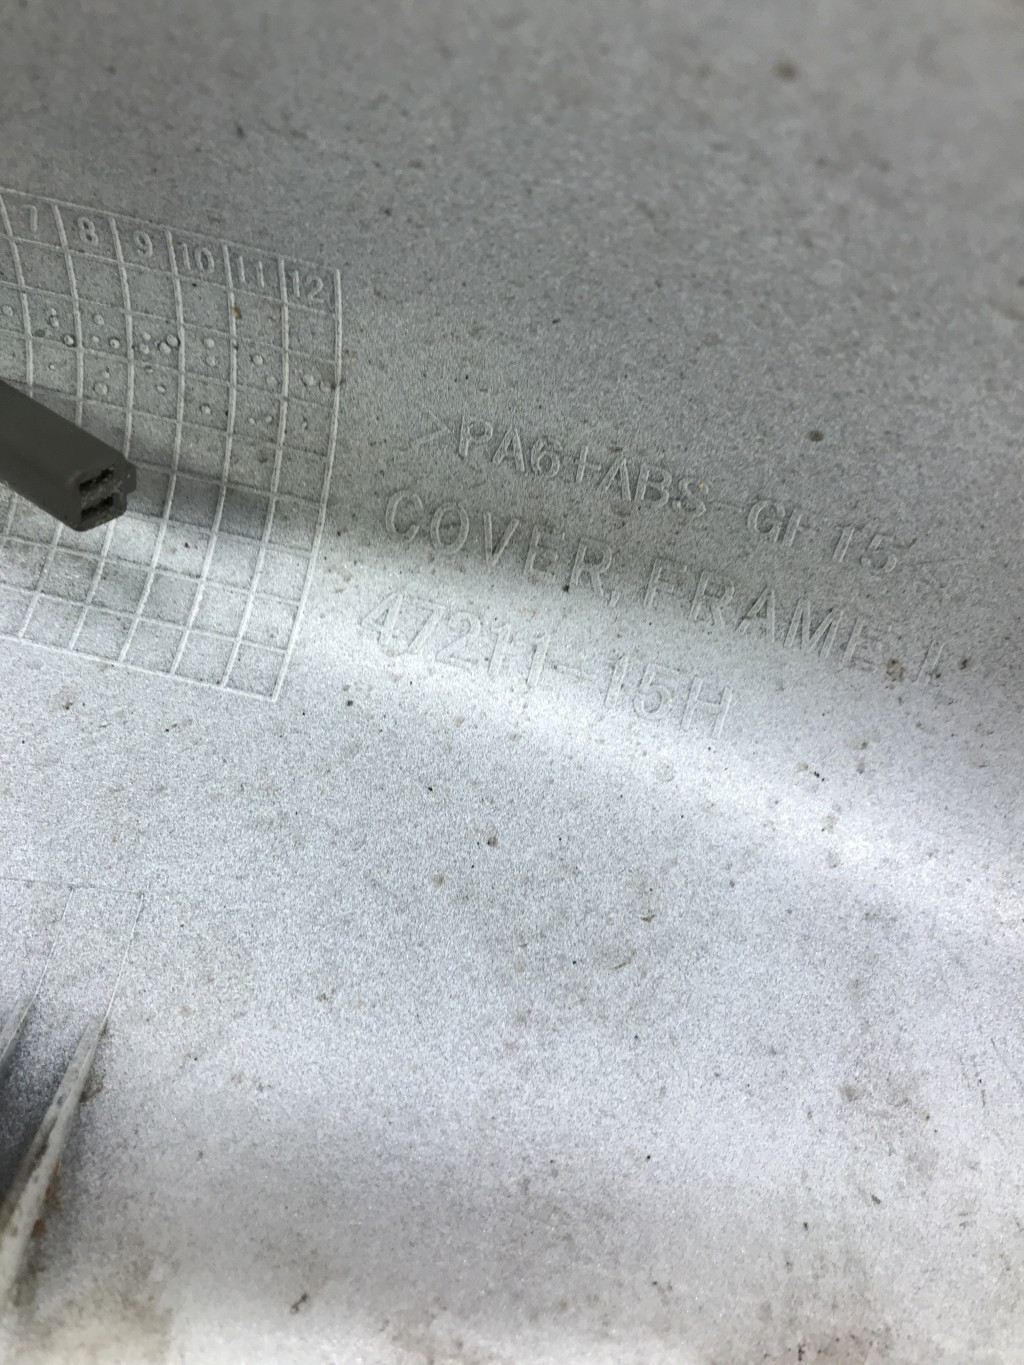 7 8 9 10 11 12
>PA6+ABS-GF15<
COVER, FRAME, L
47211-15H